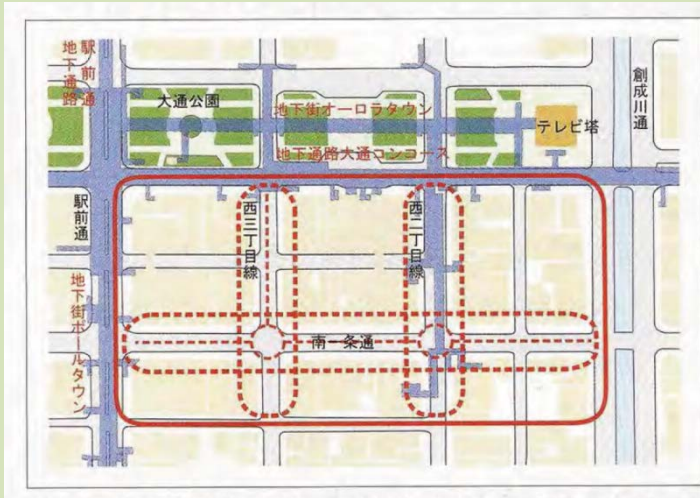 駅前通
地下通路
大通公園
地下街オーロラタウン
テレビ塔
創成川通
地下通路大通コンコース
駅前通
西三丁目線
西二丁目線
地下街ポールタウン
南一条通